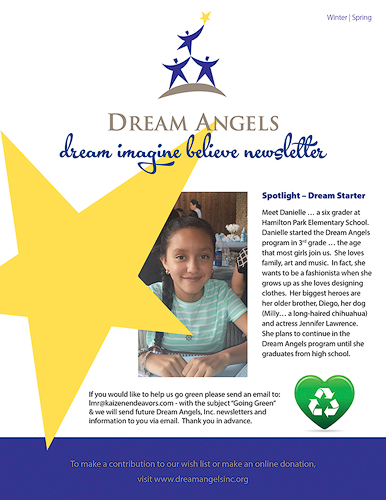 Winter | Spring
DREAM ANGELS
dream imagine believe newsletter
Spotlight – Dream Starter
Meet Danielle … a six grader at
Hamilton Park Elementary School.
Danielle started the Dream Angels
program in 3rd grade … the age
that most girls join us. She loves
family, art and music. In fact, she
wants to be a fashionista when she
grows up as she loves designing
clothes. Her biggest heroes are
her older brother, Diego, her dog
(Milly… a long-haired chihuahua)
and actress Jennifer Lawrence.
She plans to continue in the
Dream Angels program until she
graduates from high school.
If you would like to help us go green please send an email to:
lmr@kaizenendeavors.com - with the subject "Going Green"
& we will send future Dream Angels, Inc. newsletters and
information to you via email. Thank you in advance.
To make a contribution to our wish list or make an online donation,
visit www.dreamangelsinc.org